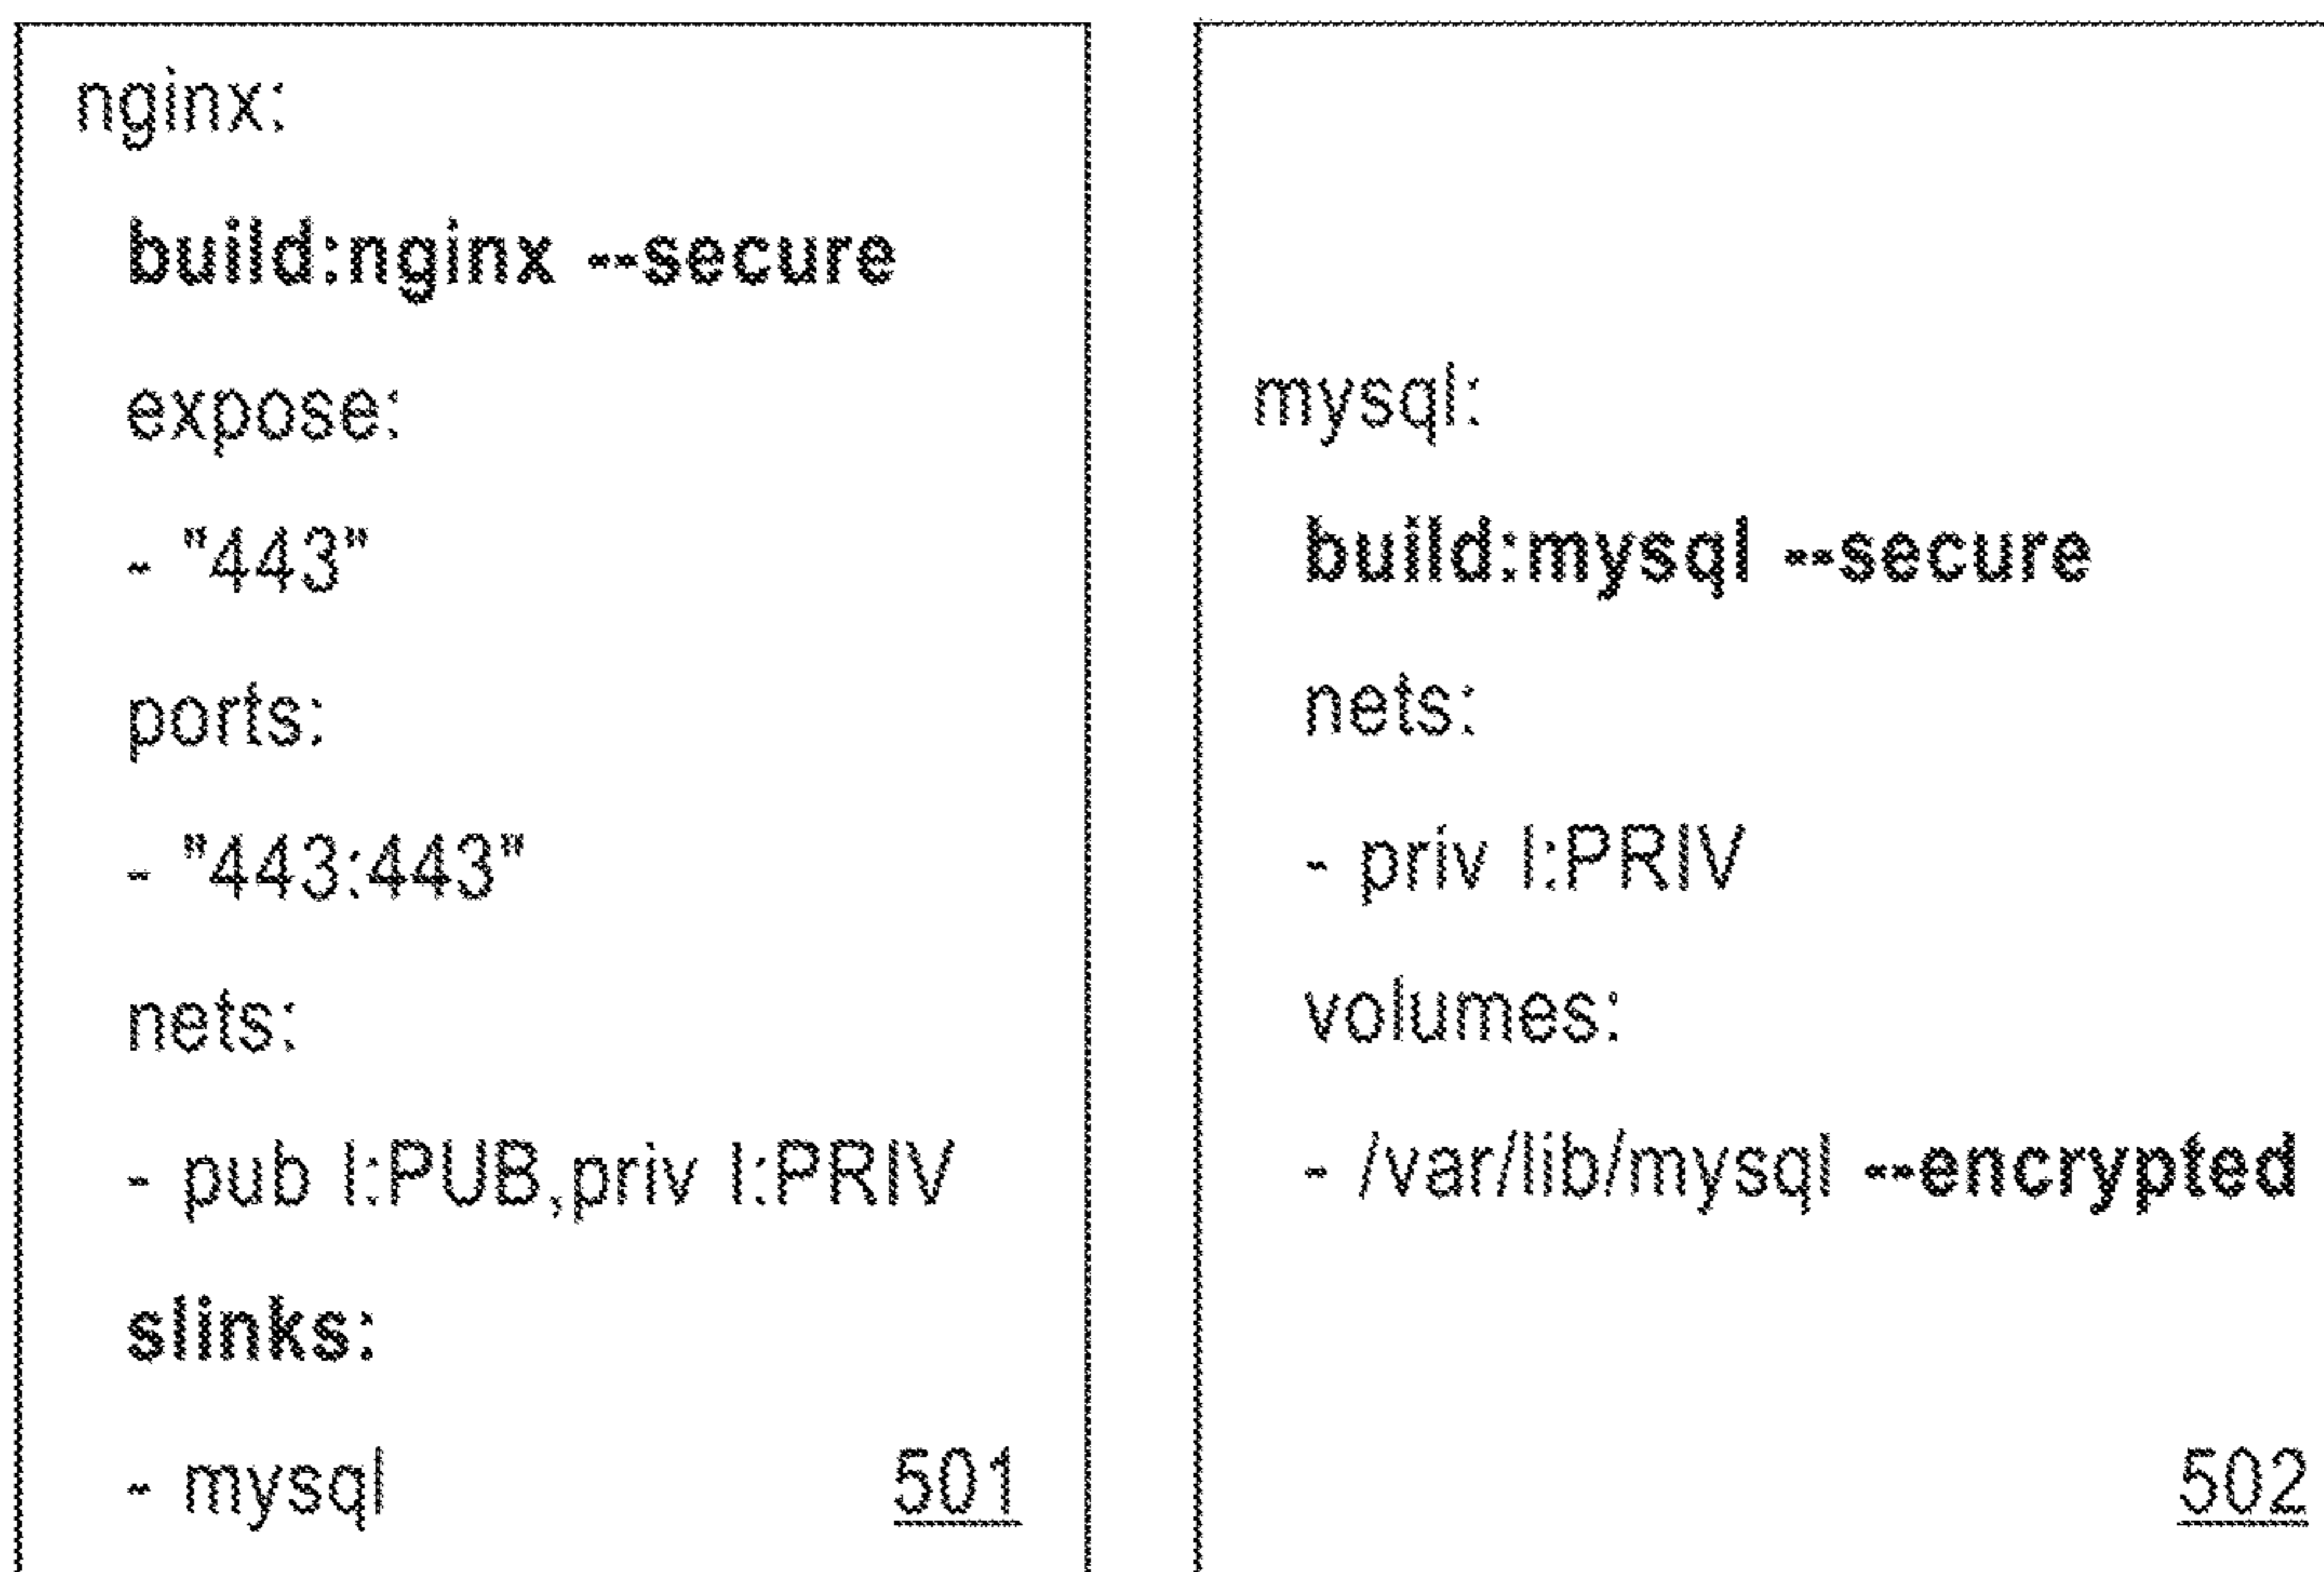 nginx:
build:nginx --secure
expose:
- "443"
ports:
- "443:443"
nets:
- pub l:PUB,priv l:PRIV
slinks:
- mysql
501
mysql:
build:mysql --secure
nets:
- priv l:PRIV
volumes:
- /var/lib/mysql --encrypted
502